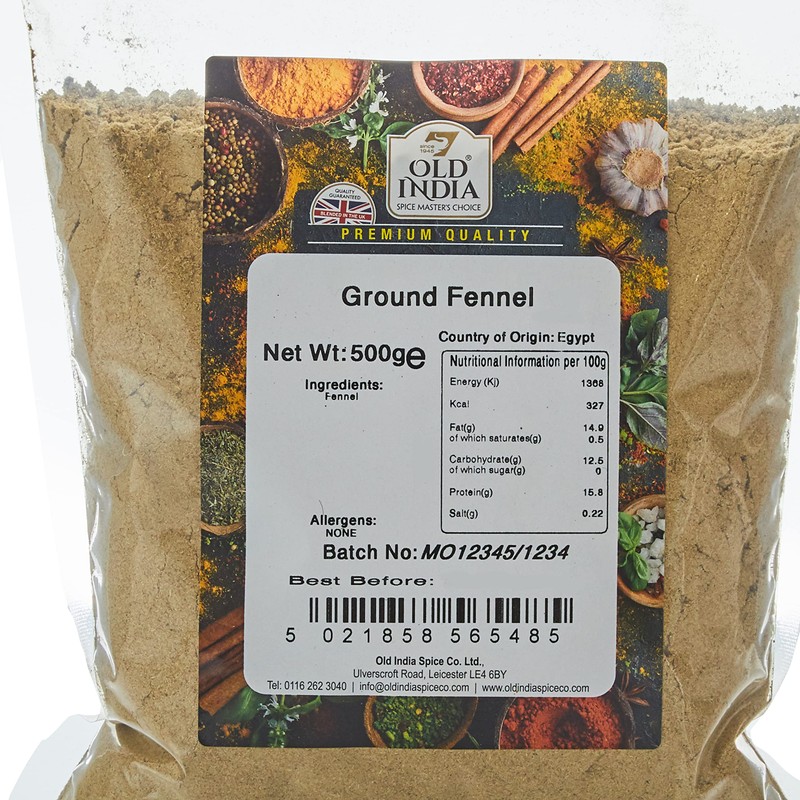 since
1946
OLD®
INDIA
SPICE MASTER'S CHOICE
QUALITY
GUARANTEED
BLENDED IN THE UK
PREMIUM QUALITY
Ground Fennel
Country of Origin: Egypt
Net Wt: 500g℮
Ingredients:
Fennel
Nutritional Information per 100g
Energy (Kj) 1368
Kcal 327
Fat(g) 14.9
of which saturates(g) 0.5
Carbohydrate(g) 12.5
of which sugar(g) 0
Protein(g) 15.8
Salt(g) 0.22
Allergens:
NONE
Batch No: MO12345/1234
Best Before:
5 021858 565485
Old India Spice Co. Ltd.,
Ulverscroft Road, Leicester LE4 6BY
Tel: 0116 262 3040 | info@oldindiaspiceco.com | www.oldjndiaspiceco.com